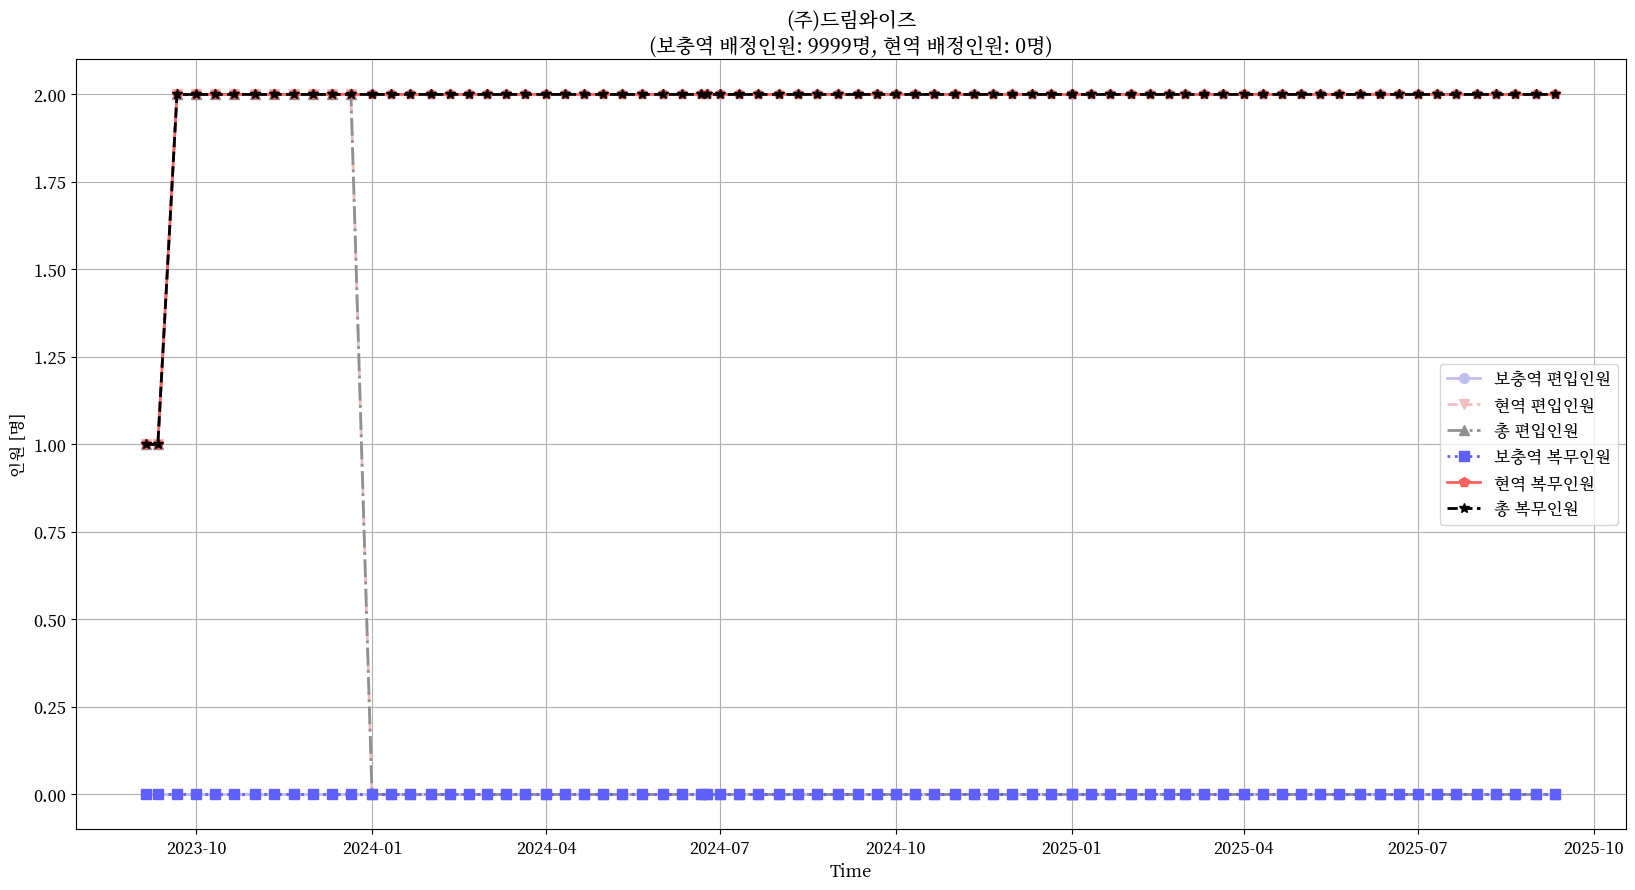 (주)드림와이즈
(보충역 배정인원: 9999명, 현역 배정인원: 0명)
2.00
1.75
1.50
1.25
1.00
0.75
0.50
0.25
0.00
인원 [명]
보충역 편입인원
현역 편입인원
총 편입인원
보충역 복무인원
현역 복무인원
총 복무인원
2023-10
2024-01
2024-04
2024-07
2024-10
2025-01
2025-04
2025-07
2025-10
Time